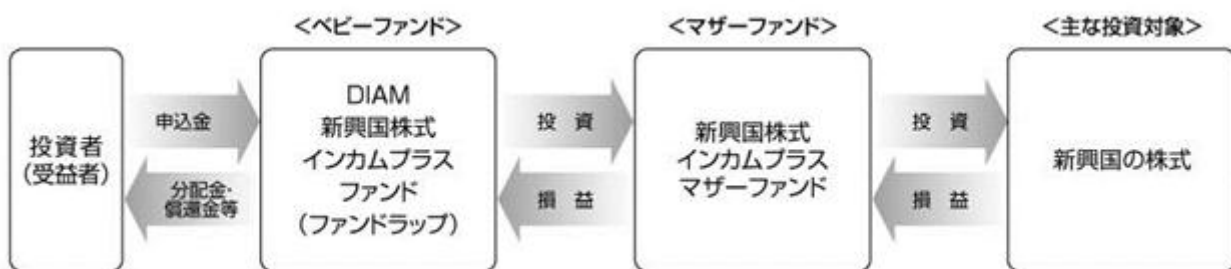 <ベビーファンド>
<マザーファンド>
<主な投資対象>
投資者
(受益者)
申込金
分配金・
償還金等
DIAM
新興国株式
インカムプラス
ファンド
(ファンドラップ)
投 資
損 益
新興国株式
インカムプラス
マザーファンド
投 資
損 益
新興国の株式